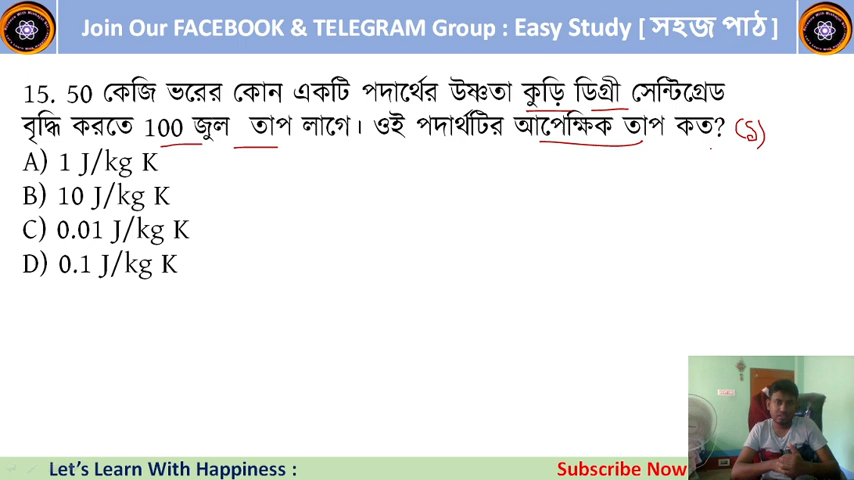 Join Our FACEBOOK & TELEGRAM Group : Easy Study [ সহজ পাঠ ]
15. 50 কেজি ভরের কোন একটি পদার্থের উষ্ণতা কুড়ি ডিগ্রী সেন্টিগ্রেড
বৃদ্ধি করতে 100 জুল তাপ লাগে। ওই পদার্থটির আপেক্ষিক তাপ কত? (S)
A) 1 J/kg K
B) 10 J/kg K
C) 0.01 J/kg K
D) 0.1 J/kg K
Let's Learn With Happiness :
Subscribe Now